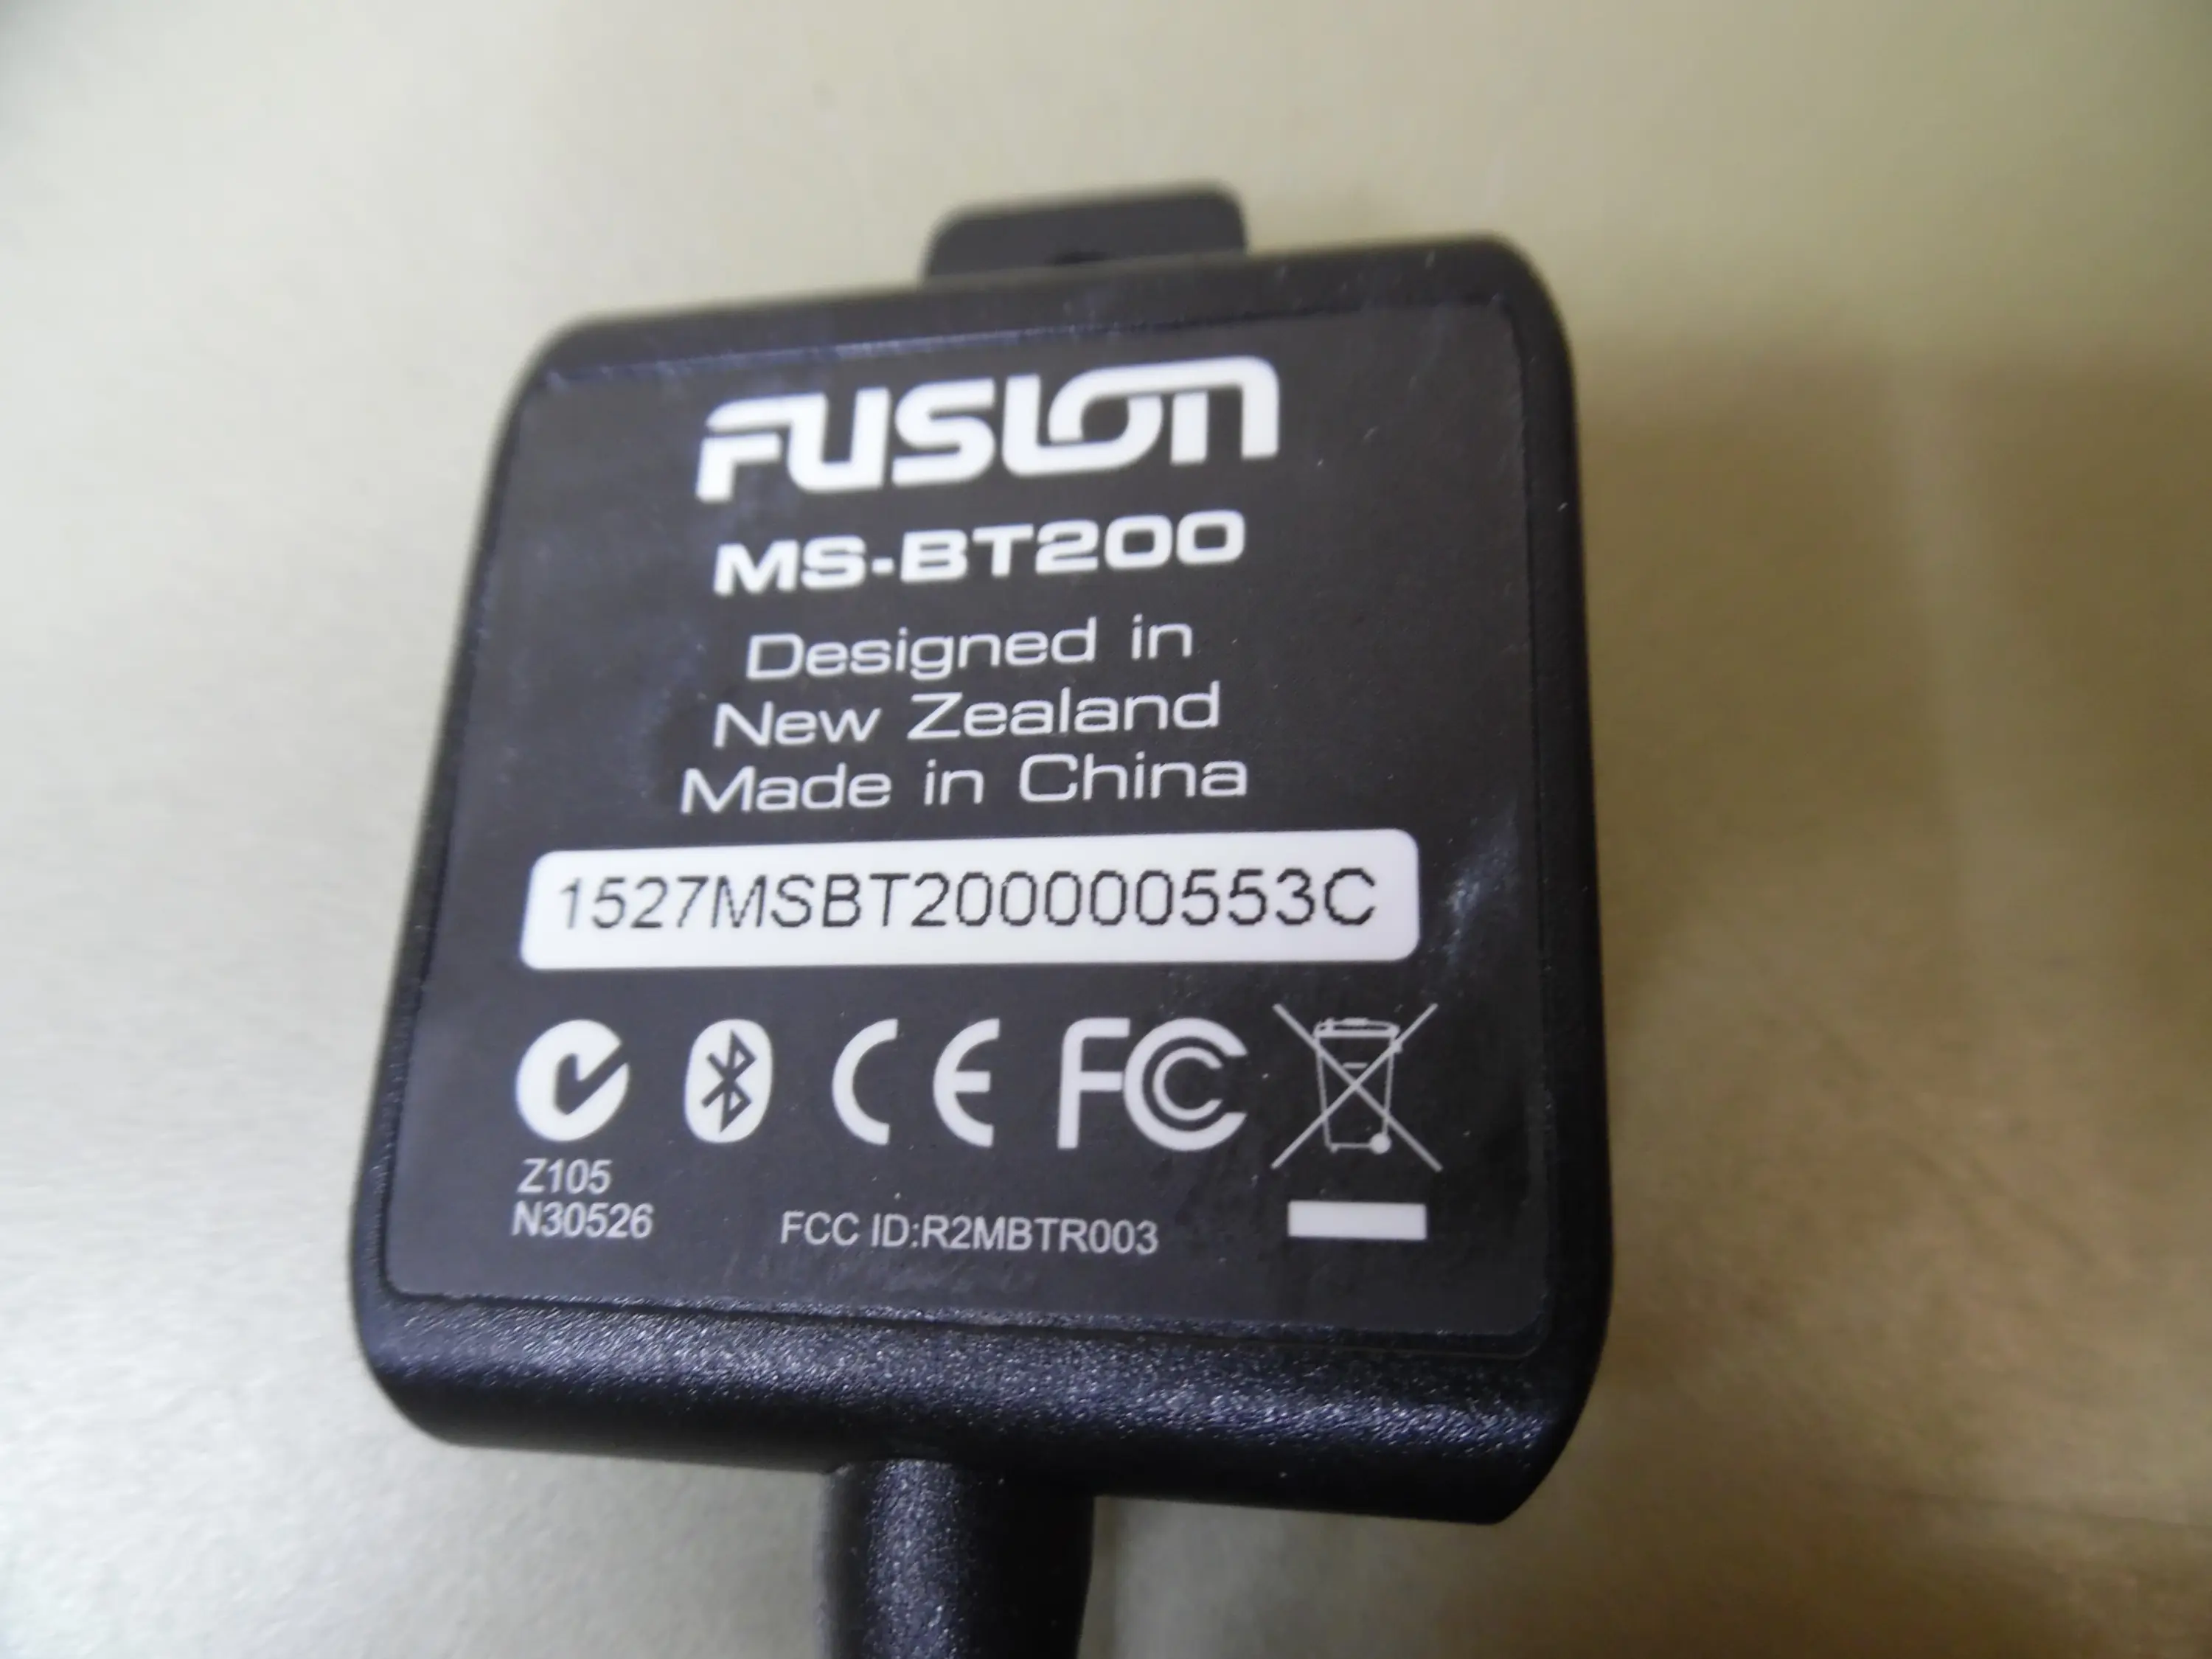 FUSION
MS-BT200
Designed in
New Zealand
Made in China
1527MSBT200000553C
CE FC
Z105
N30526
FCC ID:R2MBTR003